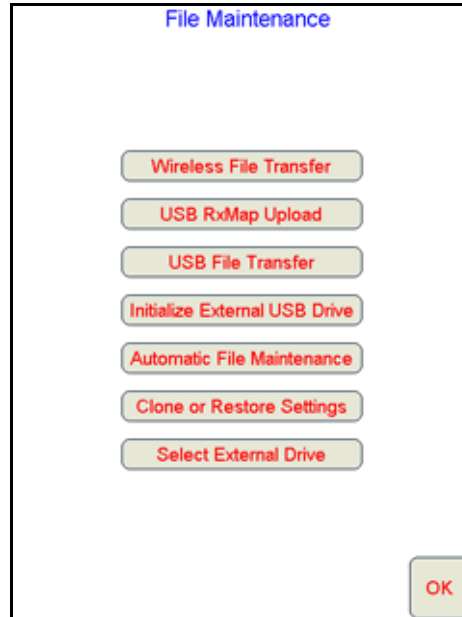 File Maintenance
Wireless File Transfer
USB RxMap Upload
USB File Transfer
Initialize External USB Drive
Automatic File Maintenance
Clone or Restore Settings
Select External Drive
OK